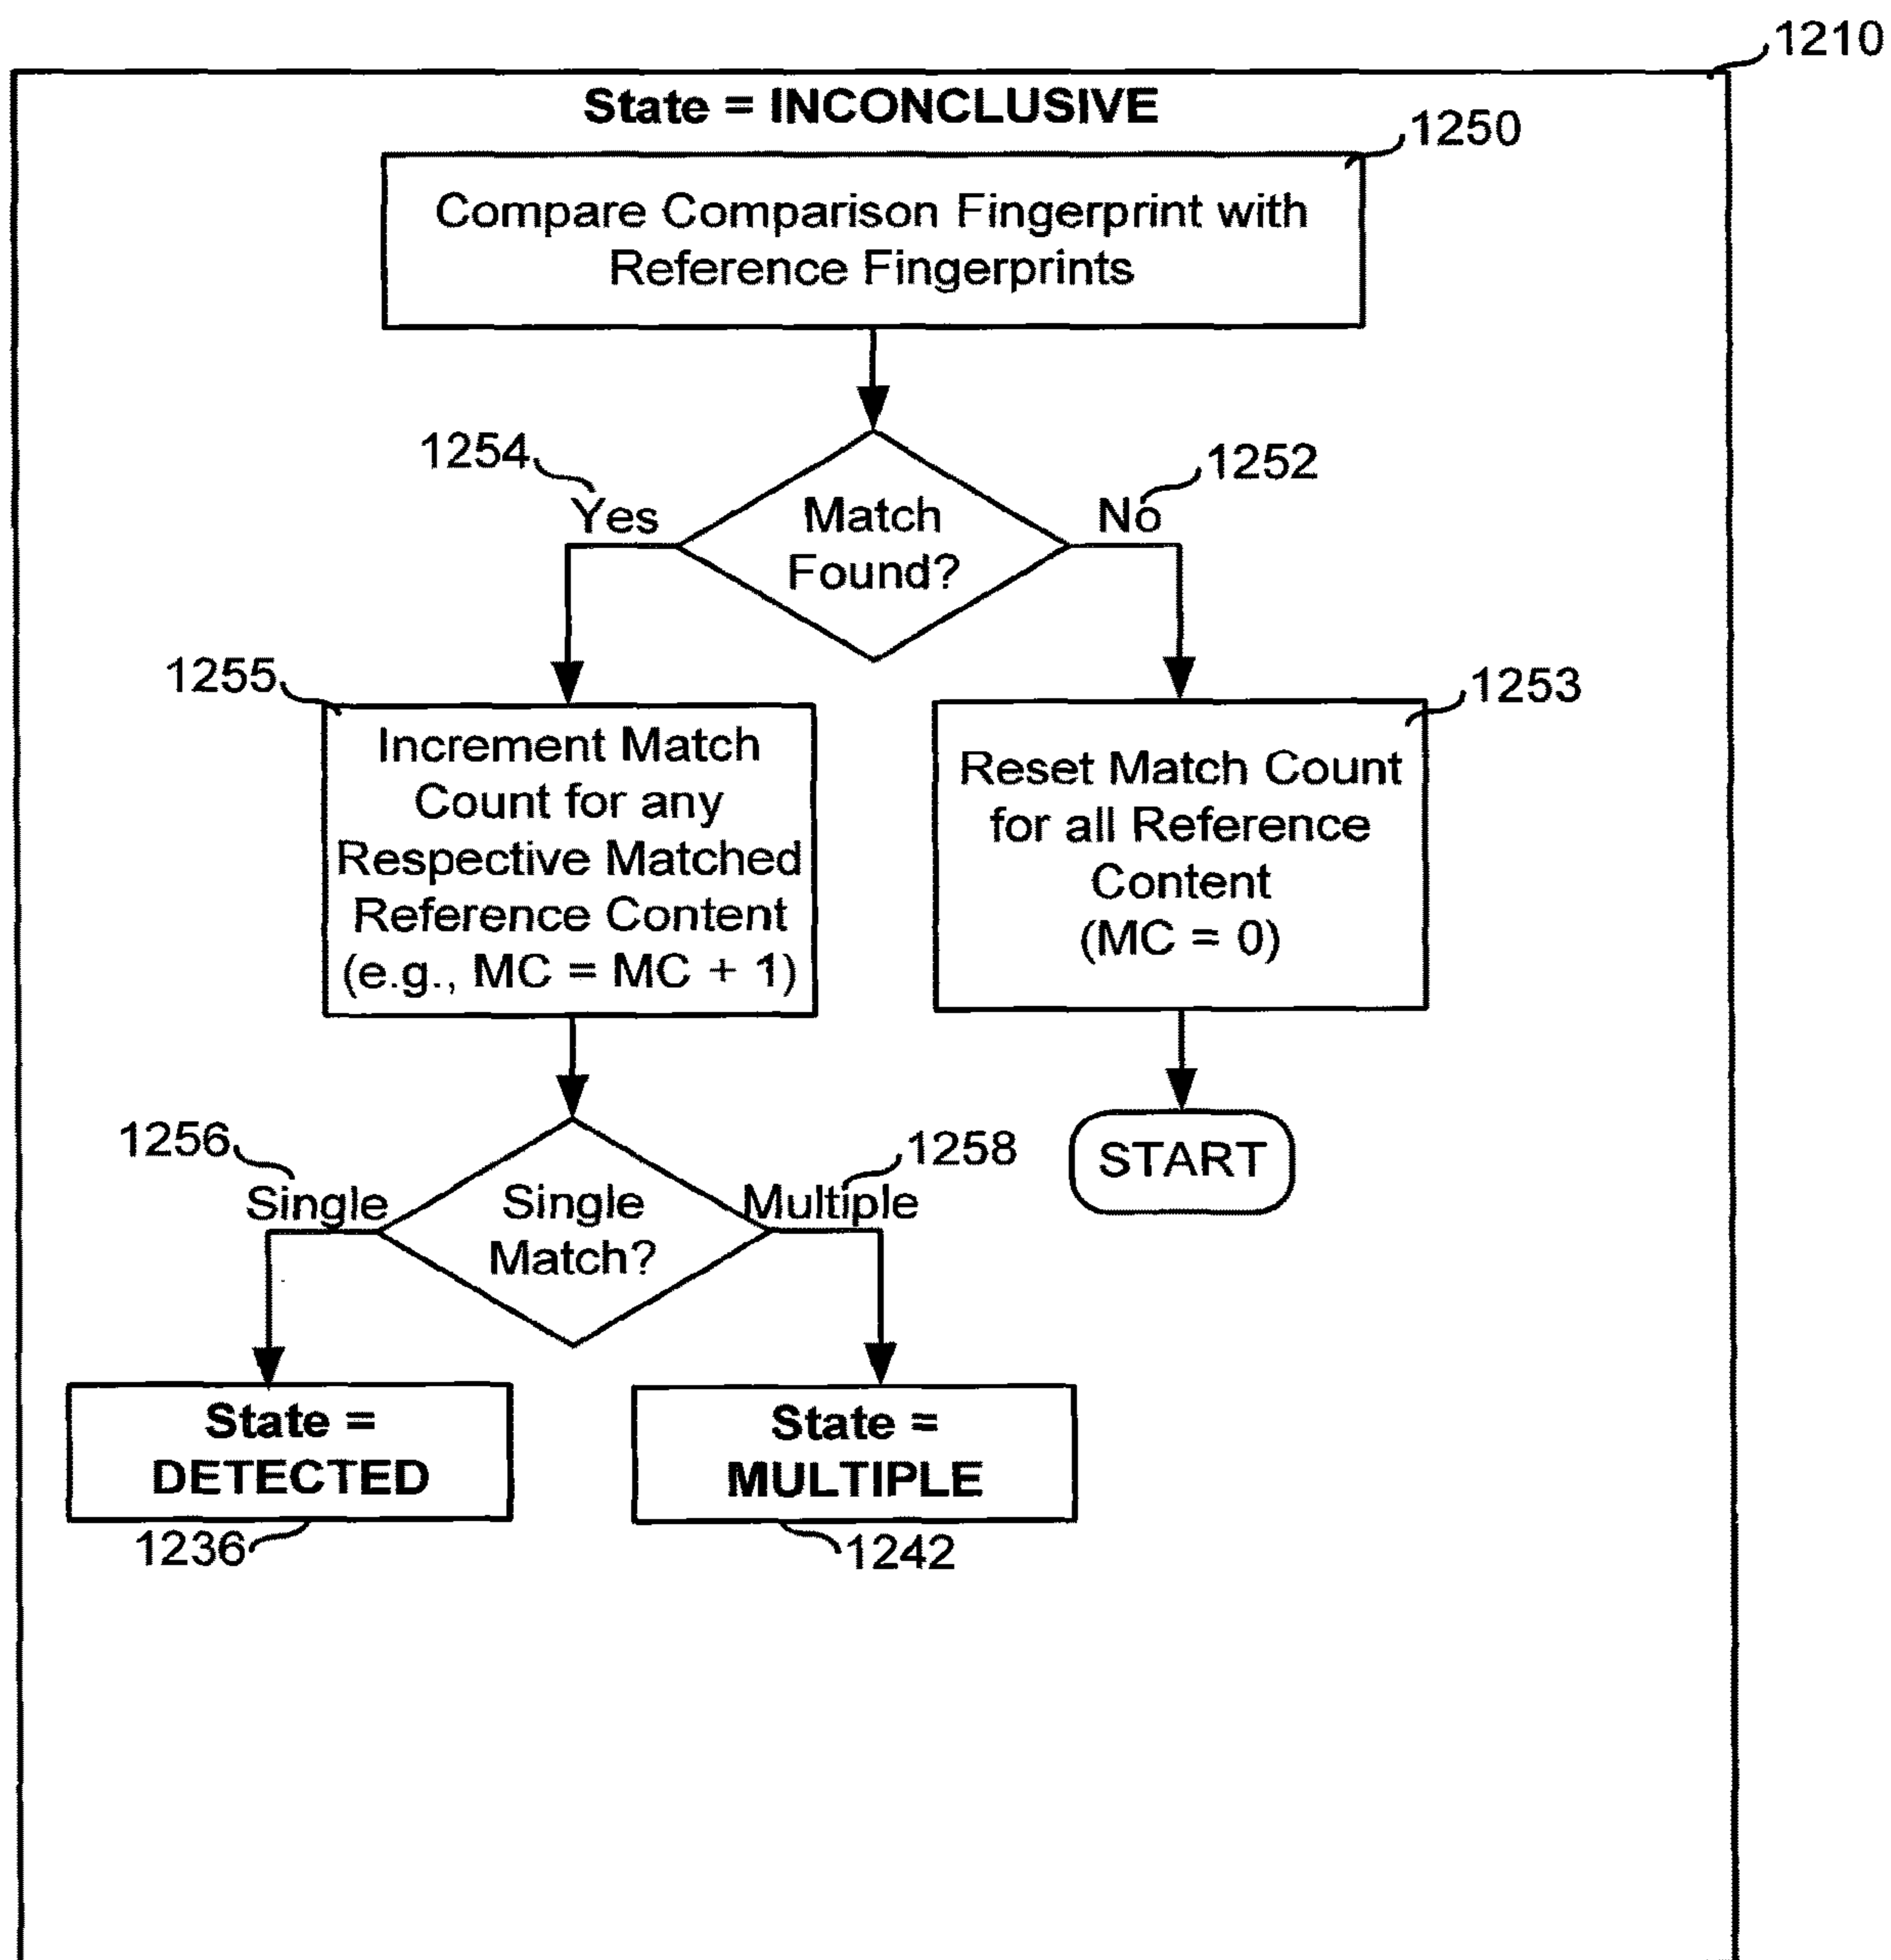 1210
State = INCONCLUSIVE
1250
Compare Comparison Fingerprint with
Reference Fingerprints
1254
1252
Yes
No
Match
Found?
1255
1253
Increment Match
Count for any
Respective Matched
Reference Content
(e.g., MC = MC + 1)
Reset Match Count
for all Reference
Content
(MC = 0)
START
1256
1258
Single
Single
Match?
Multiple
State =
DETECTED
State =
MULTIPLE
1236
1242